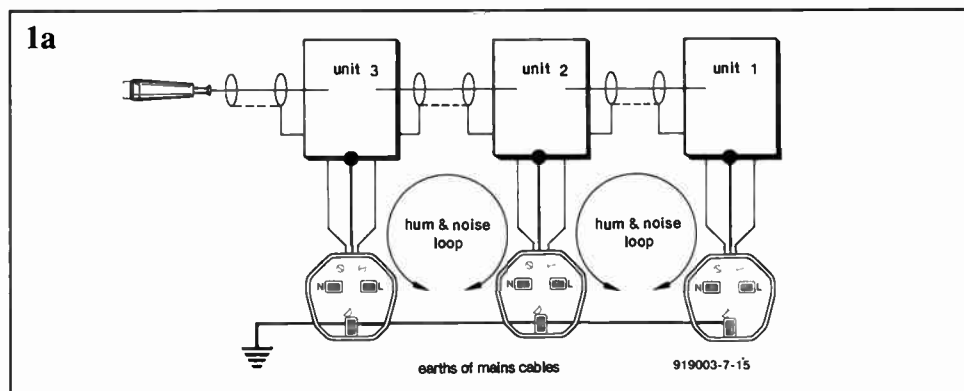 1a
unit 3
unit 2
unit 1
hum & noise
loop
hum & noise
loop
N L
N L
N L
earths of mains cables
919003-7-15